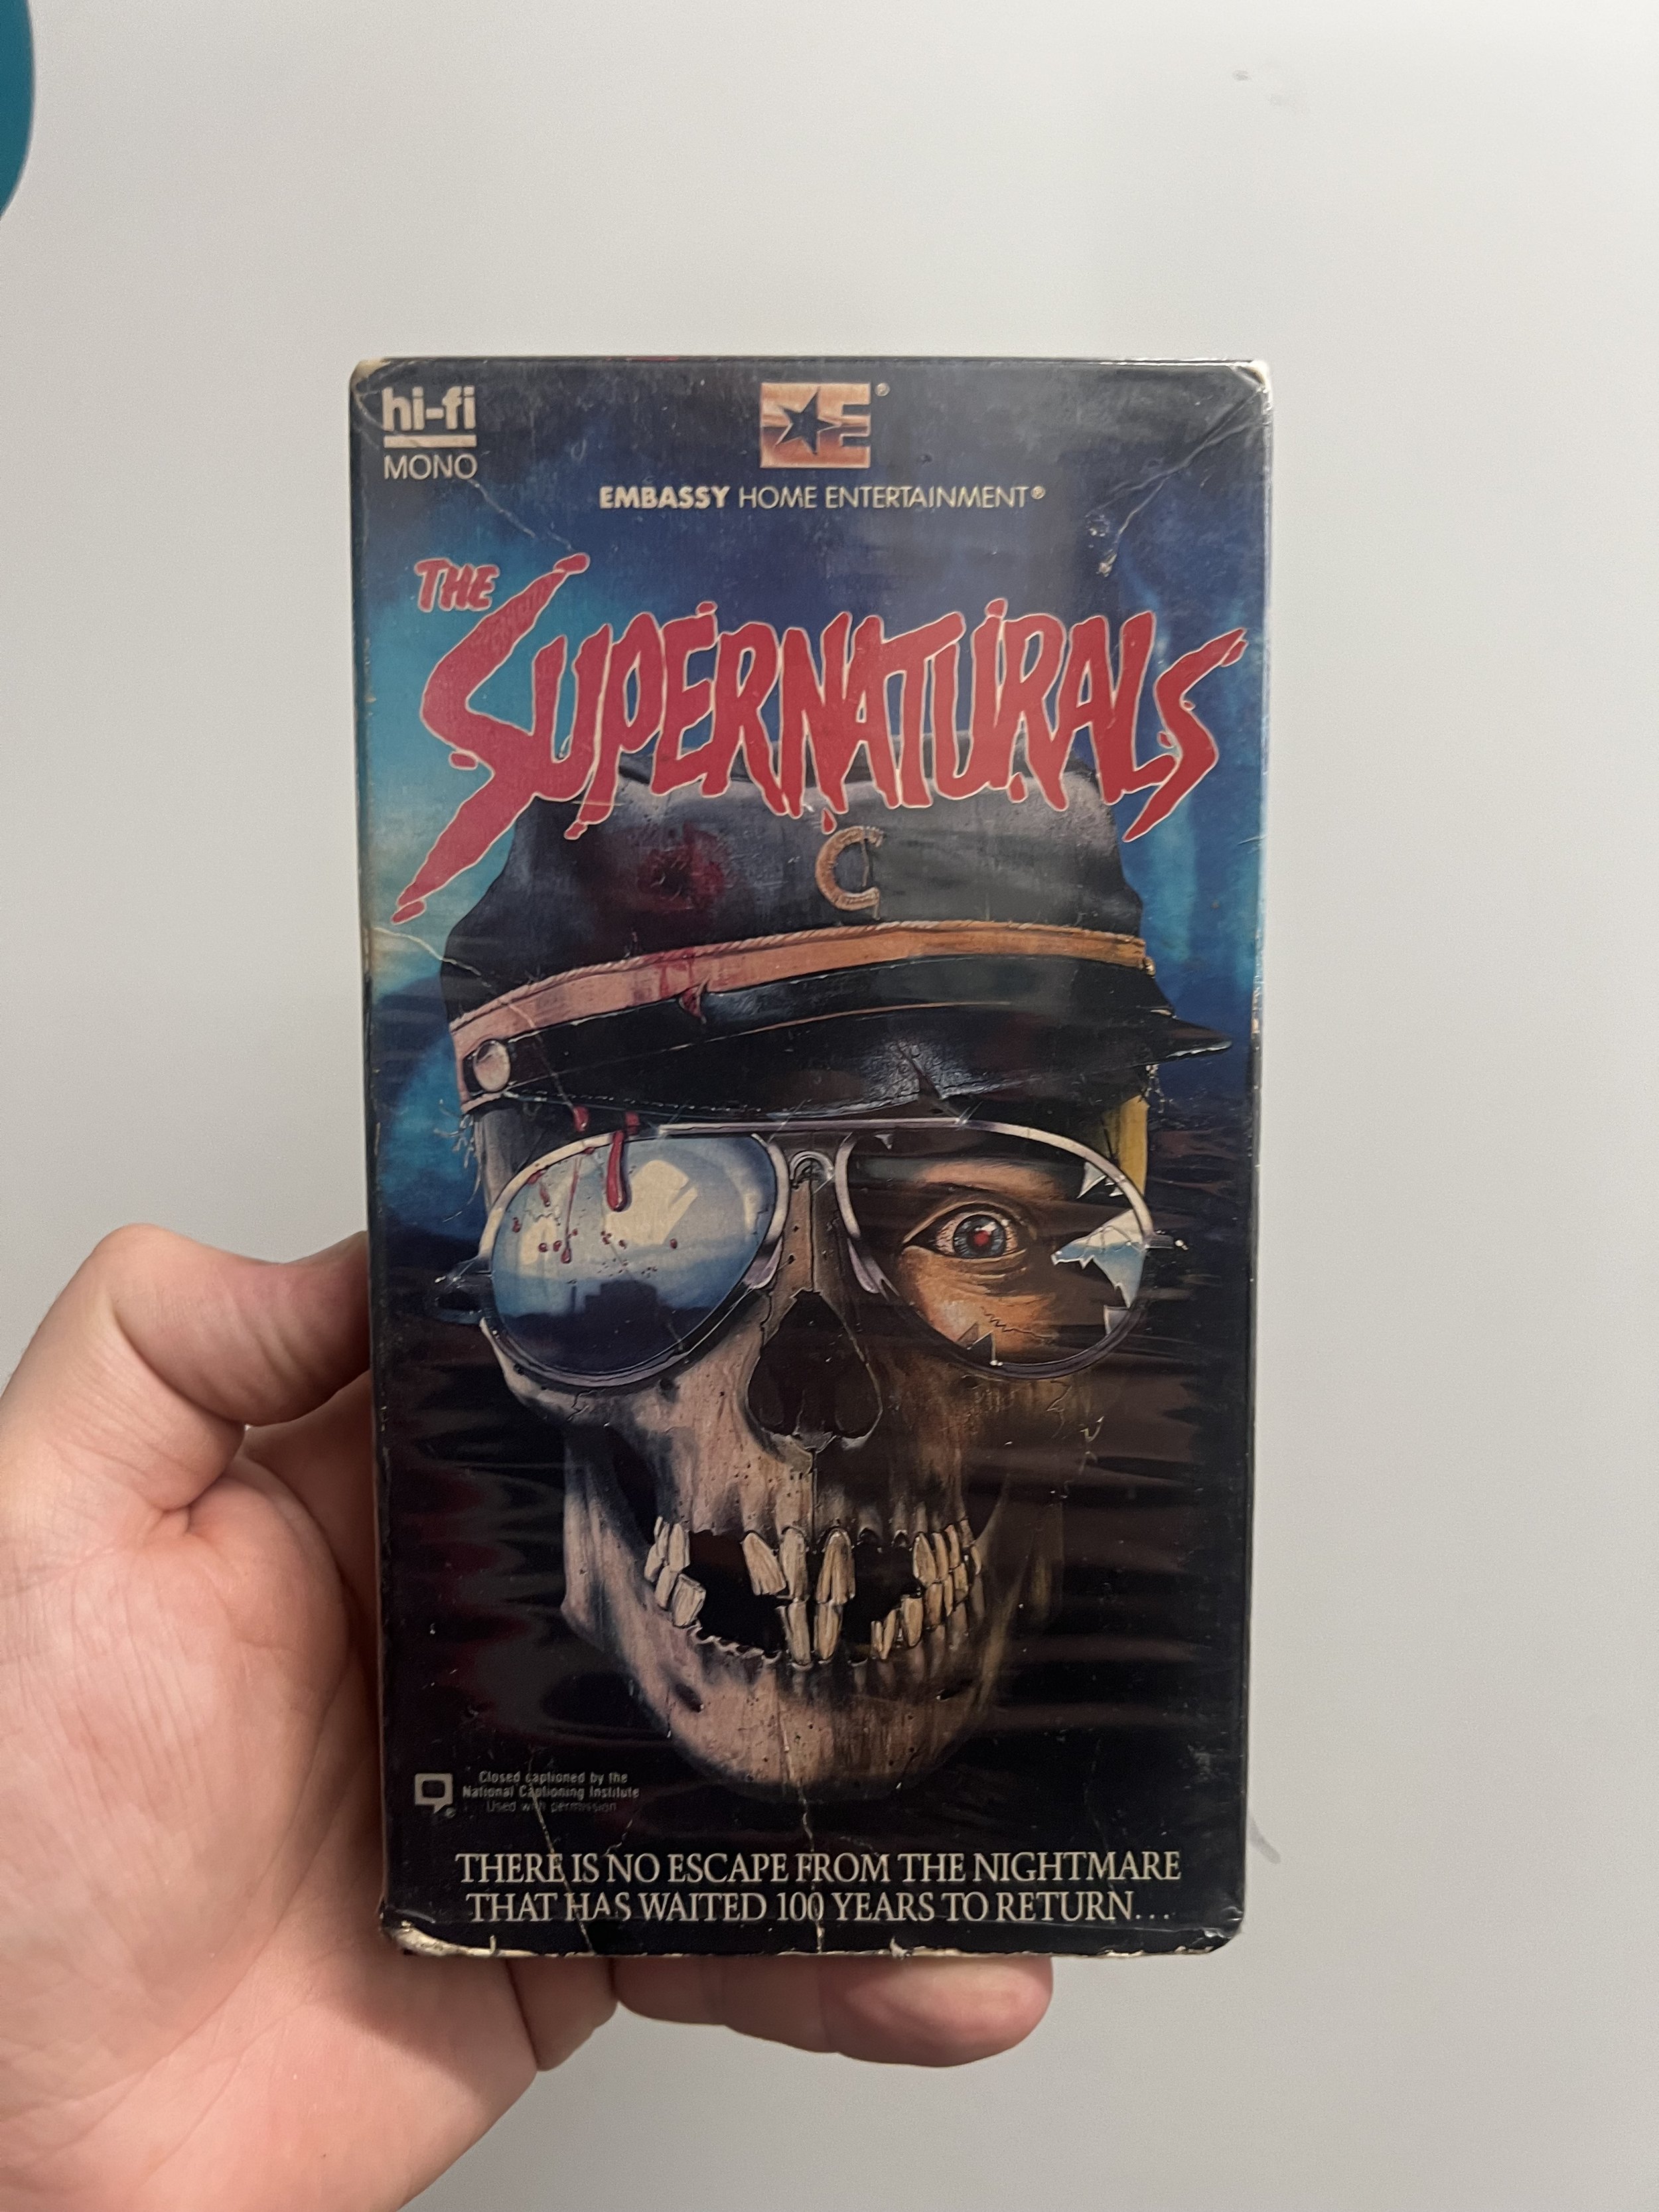 hi-fi
MONO
E®
EMBASSY HOME ENTERTAINMENT®
THE
SUPERNATURALS
C
Closed captioned by the
National Captioning Institute
Used with permission
®
THERE IS NO ESCAPE FROM THE NIGHTMARE
THAT HAS WAITED 100 YEARS TO RETURN...